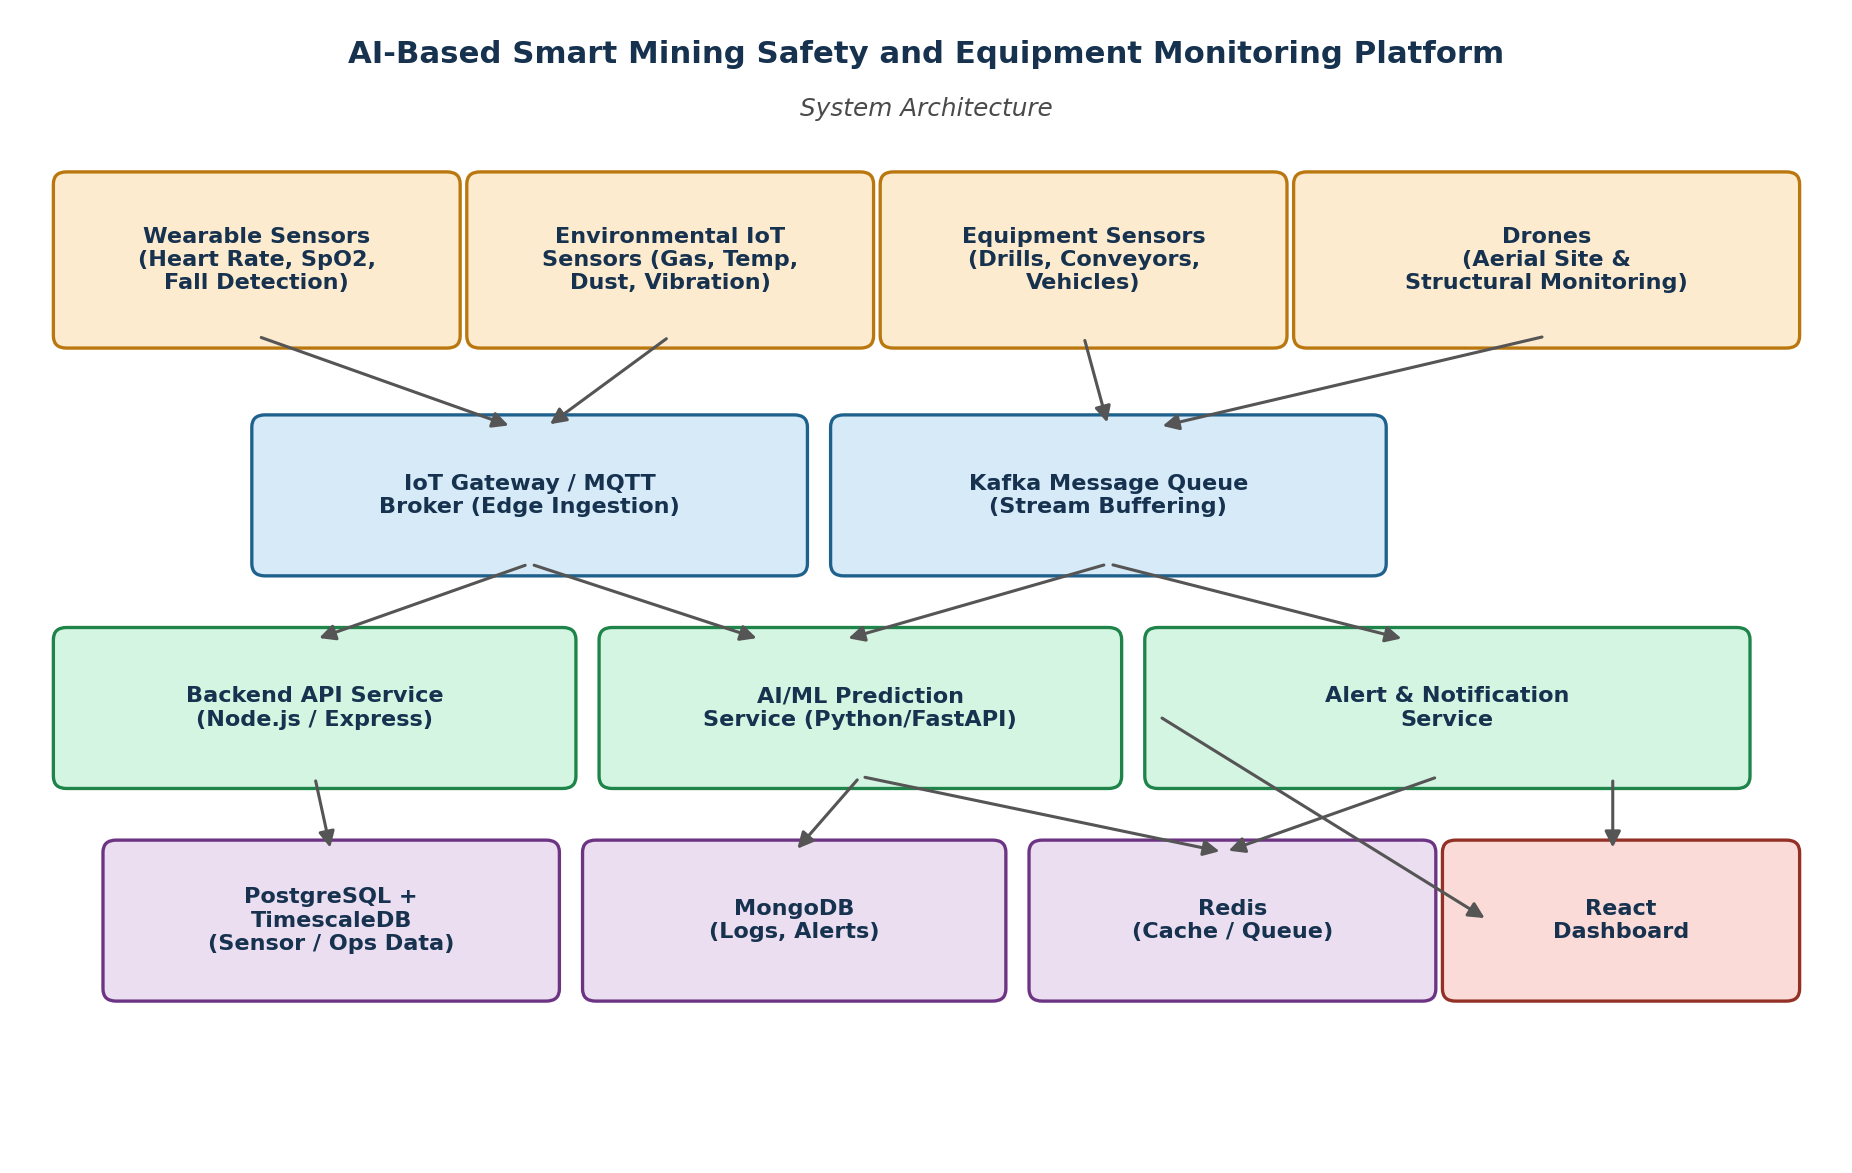 AI-Based Smart Mining Safety and Equipment Monitoring Platform
System Architecture
Wearable Sensors
(Heart Rate, SpO2,
Fall Detection)
Environmental IoT
Sensors (Gas, Temp,
Dust, Vibration)
Equipment Sensors
(Drills, Conveyors,
Vehicles)
Drones
(Aerial Site &
Structural Monitoring)
IoT Gateway / MQTT
Broker (Edge Ingestion)
Kafka Message Queue
(Stream Buffering)
Backend API Service
(Node.js / Express)
AI/ML Prediction
Service (Python/FastAPI)
Alert & Notification
Service
PostgreSQL +
TimescaleDB
(Sensor / Ops Data)
MongoDB
(Logs, Alerts)
Redis
(Cache / Queue)
React
Dashboard